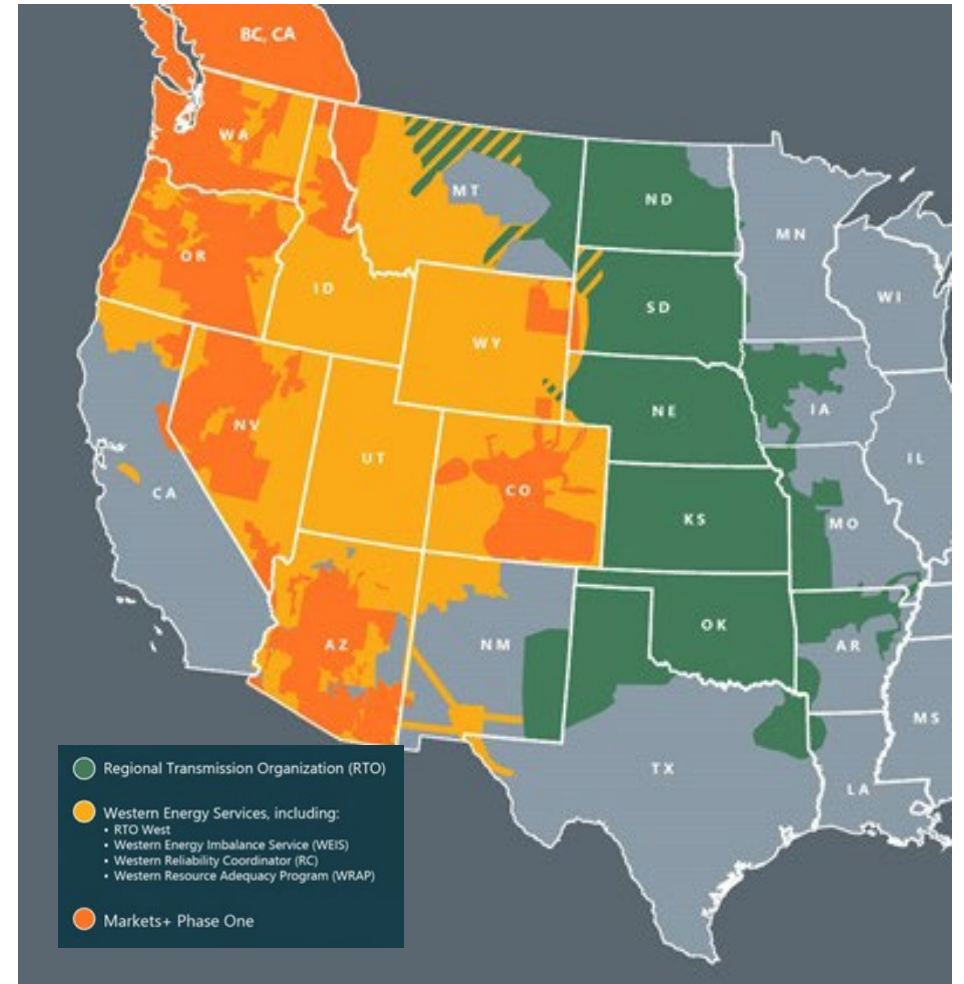 BC, CA
WA
MT
ND
MN
OR
ID
SD
WI
WY
NE
IA
NV
UT
IL
CA
CO
KS
MO
OK
AZ
NM
AR
MS
TX
LA
Regional Transmission Organization (RTO)
Western Energy Services, including:
• RTO West
• Western Energy Imbalance Service (WEIS)
• Western Reliability Coordinator (RC)
• Western Resource Adequacy Program (WRAP)
Markets+ Phase One